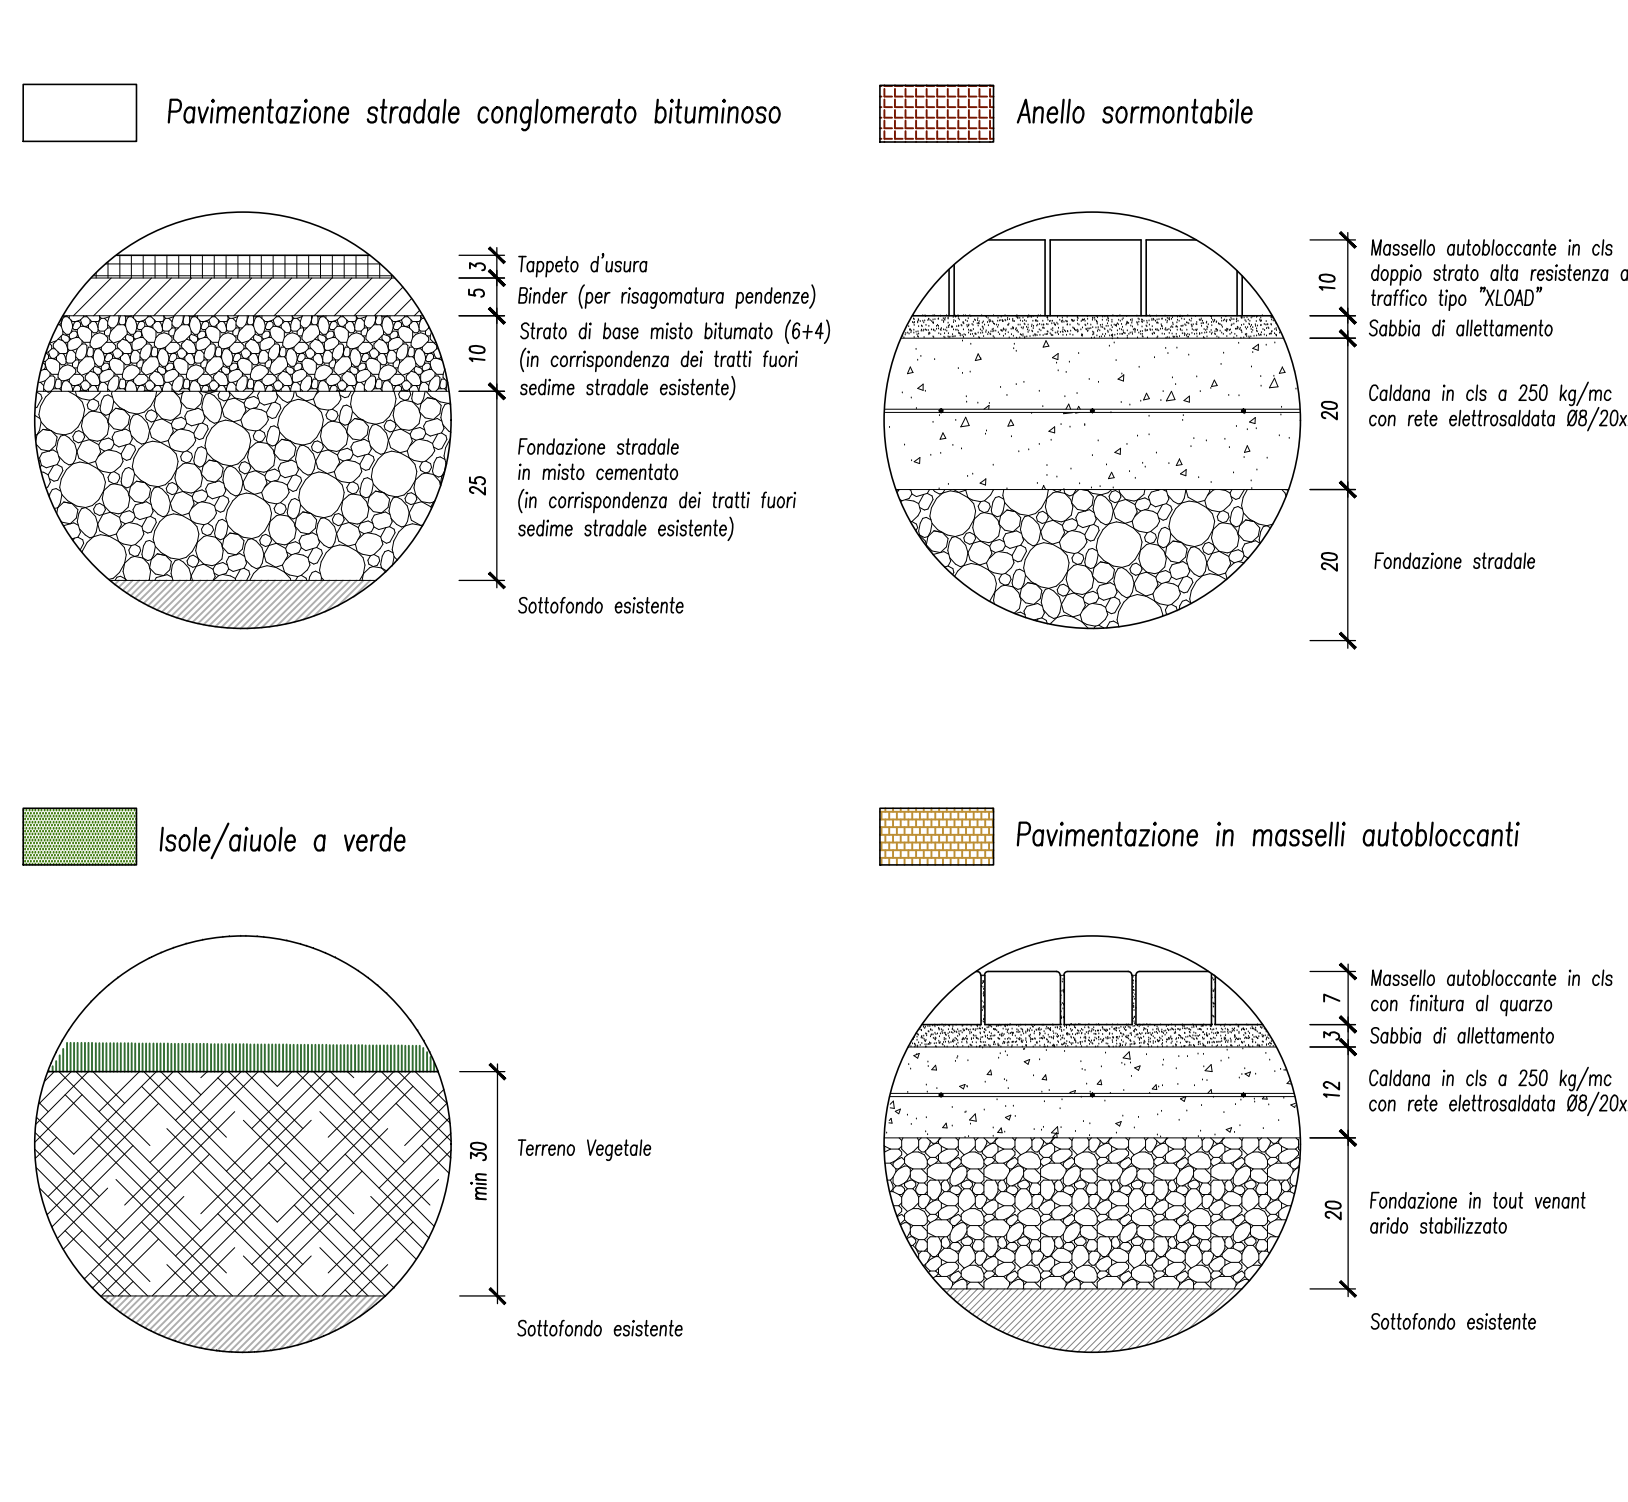 Pavimentazione stradale conglomerato bituminoso
3
Tappeto d'usura
5
Binder (per risagomatura pendenze)
10
Strato di base misto bitumato (6+4)
(in corrispondenza dei tratti fuori
sedime stradale esistente)
25
Fondazione stradale
in misto cementato
(in corrispondenza dei tratti fuori
sedime stradale esistente)
Sottofondo esistente
Anello sormontabile
10
Massello autobloccante in cls
doppio strato alta resistenza a
traffico tipo "XLOAD"
Sabbia di allettamento
20
Caldana in cls a 250 kg/mc
con rete elettrosaldata Ø8/20x
20
Fondazione stradale
Isole/aiuole a verde
min 30
Terreno Vegetale
Sottofondo esistente
Pavimentazione in masselli autobloccanti
7
Massello autobloccante in cls
con finitura al quarzo
3
Sabbia di allettamento
12
Caldana in cls a 250 kg/mc
con rete elettrosaldata Ø8/20x
20
Fondazione in tout venant
arido stabilizzato
Sottofondo esistente